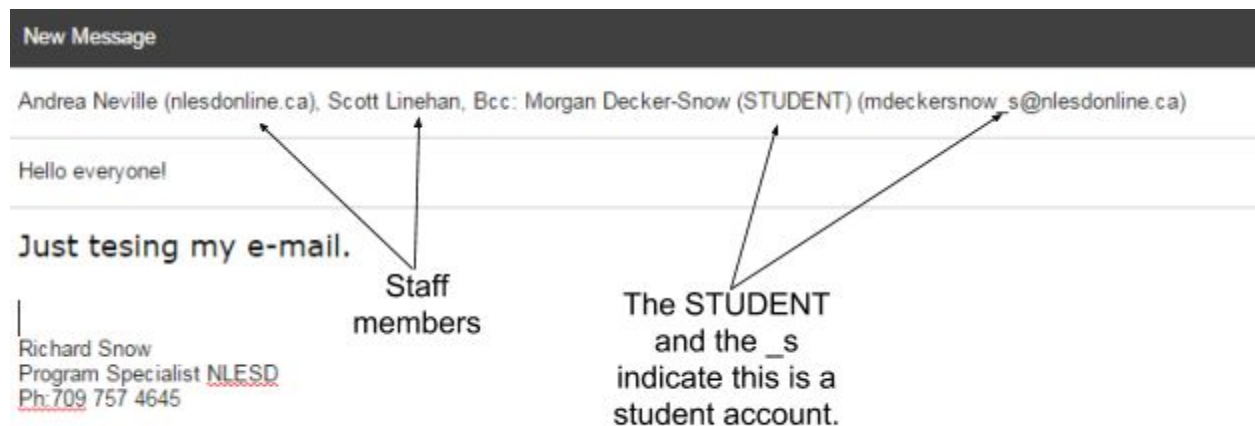 New Message
Andrea Neville (nlesdonline.ca), Scott Linehan, Bcc: Morgan Decker-Snow (STUDENT) (mdeckersnow_s@nlesdonline.ca)
Hello everyone!
Just tesing my e-mail.
Staff
members
The STUDENT
and the _s
indicate this is a
student account.
Richard Snow
Program Specialist NLESD
Ph:709 757 4645